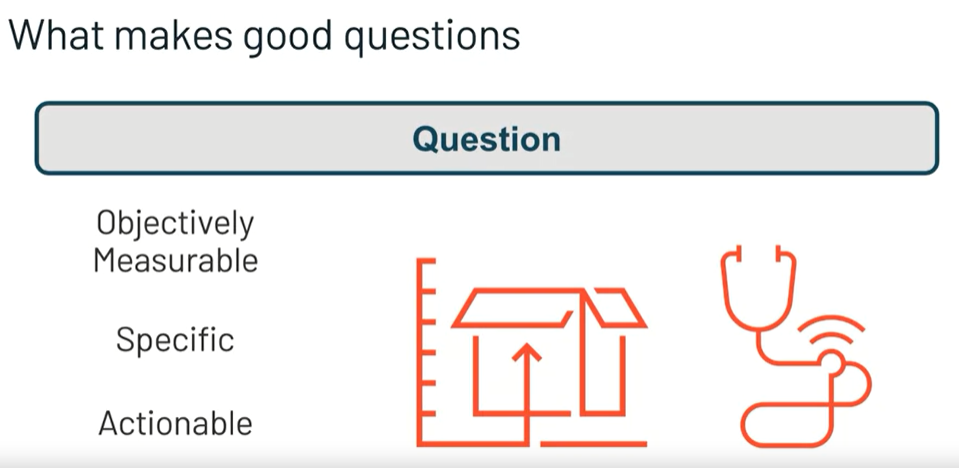 What makes good questions
Question
Objectively
Measurable
Specific
Actionable